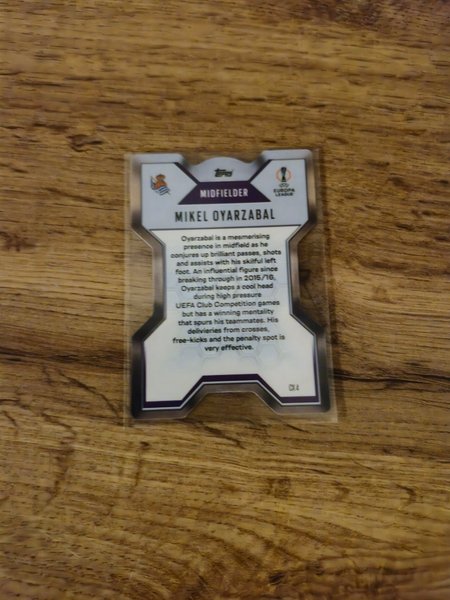 Topps
MIDFIELDER
UEFA
EUROPA
LEAGUE
MIKEL OYARZABAL
Oyarzabal is a mesmerising
presence in midfield as he
conjures up brilliant passes, shots
and assists with his skilful left
foot. An influential figure since
breaking through in 2015/16,
Oyarzabal keeps a cool head
during high pressure
UEFA Club Competition games
but has a winning mentality
that spurs his teammates. His
delivieries from crosses,
free-kicks and the penalty spot is
very effective.